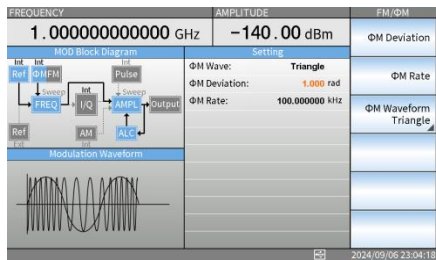 FREQUENCY AMPLITUDE FM/ΦM
1.000000000000 GHz -140.00 dBm
MOD Block Diagram
Int Int Int
Ref ΦM FM Pulse
Sweep Sweep
FREQ Int I/Q AMPL Output
Ref AM ALC
Ext Int
Modulation Waveform
Setting
ΦM Wave: Triangle
ΦM Deviation: 1.000 rad
ΦM Rate: 100.000000 kHz
ΦM Deviation
ΦM Rate
ΦM Waveform
Triangle
2024/09/06 23:04:18